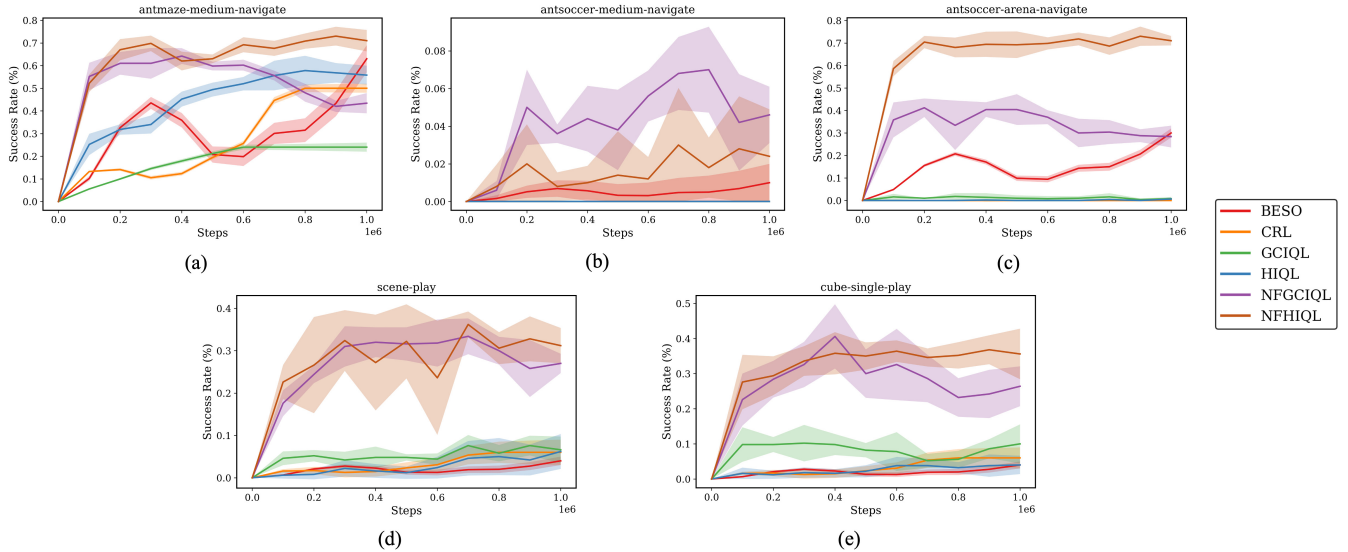 antmaze-medium-navigate
0.8
0.7
0.6
0.5
0.4
0.3
0.2
0.1
0.0
Success Rate (%)
0.0 0.2 0.4 0.6 0.8 1.0
Steps
1e6
(a)
antsoccer-medium-navigate
0.08
0.06
0.04
0.02
0.00
Success Rate (%)
0.0 0.2 0.4 0.6 0.8 1.0
Steps
1e6
(b)
antsoccer-arena-navigate
0.8
0.7
0.6
0.5
0.4
0.3
0.2
0.1
0.0
Success Rate (%)
0.0 0.2 0.4 0.6 0.8 1.0
Steps
1e6
(c)
BESO
CRL
GCIQL
HIQL
NFGCIQL
NFHIQL
scene-play
0.4
0.3
0.2
0.1
0.0
Success Rate (%)
0.0 0.2 0.4 0.6 0.8 1.0
Steps
1e6
(d)
cube-single-play
0.5
0.4
0.3
0.2
0.1
0.0
Success Rate (%)
0.0 0.2 0.4 0.6 0.8 1.0
Steps
1e6
(e)